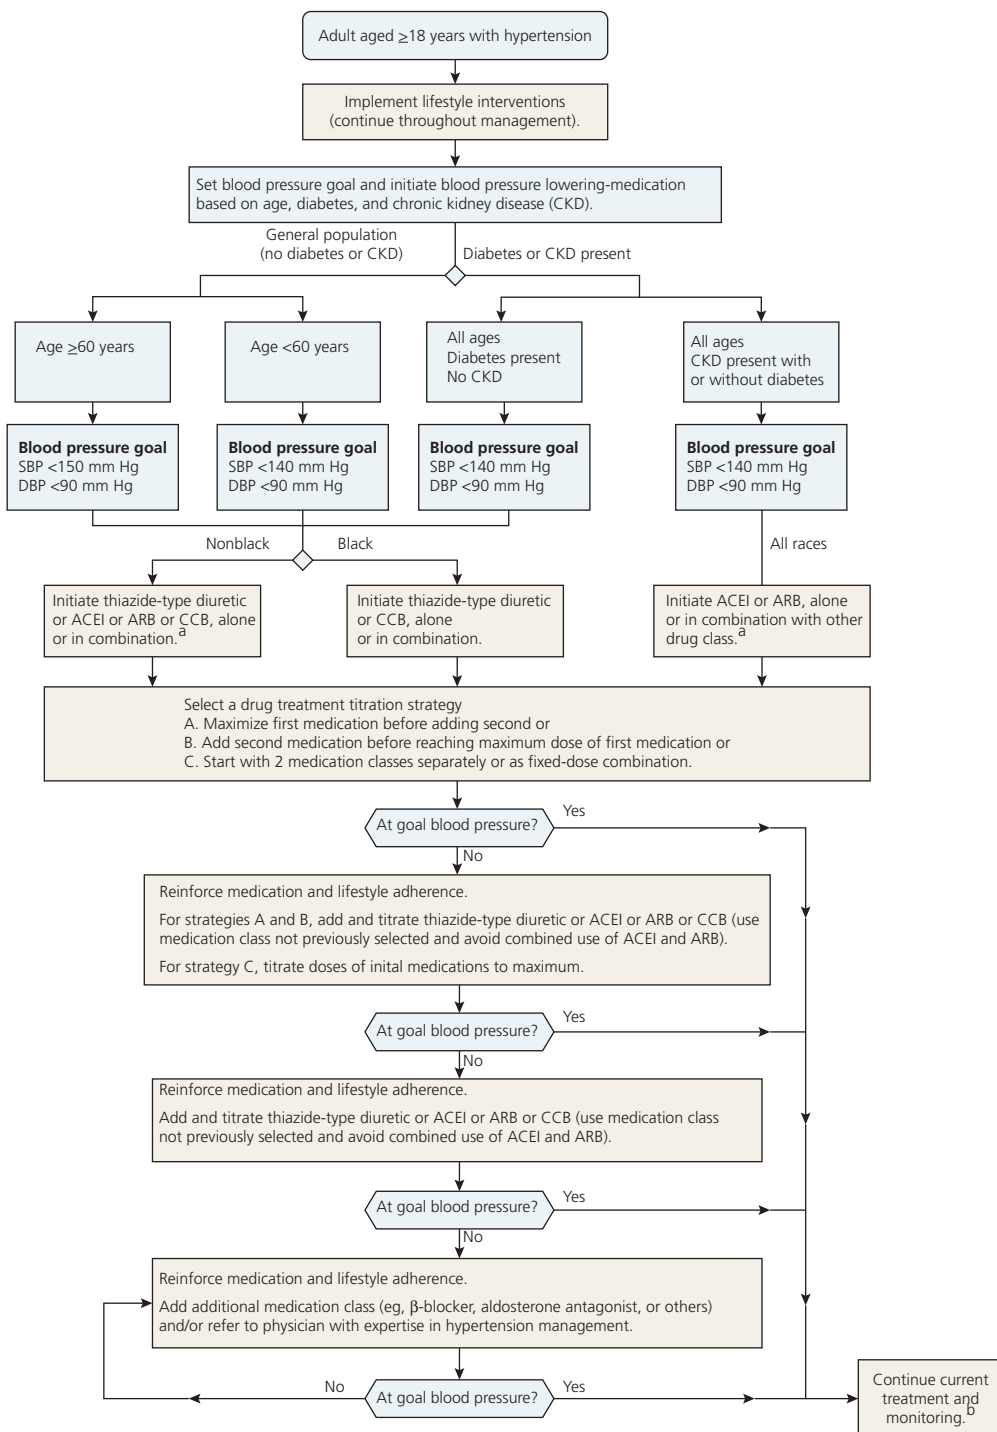 Adult aged ≥18 years with hypertension
Implement lifestyle interventions
(continue throughout management).
Set blood pressure goal and initiate blood pressure lowering-medication
based on age, diabetes, and chronic kidney disease (CKD).
General population
(no diabetes or CKD)
Diabetes or CKD present
Age ≥60 years
Age <60 years
All ages
Diabetes present
No CKD
All ages
CKD present with
or without diabetes
Blood pressure goal
SBP <150 mm Hg
DBP <90 mm Hg
Blood pressure goal
SBP <140 mm Hg
DBP <90 mm Hg
Blood pressure goal
SBP <140 mm Hg
DBP <90 mm Hg
Blood pressure goal
SBP <140 mm Hg
DBP <90 mm Hg
Nonblack
Black
All races
Initiate thiazide-type diuretic
or ACEI or ARB or CCB, alone
or in combination.a
Initiate thiazide-type diuretic
or CCB, alone
or in combination.
Initiate ACEI or ARB, alone
or in combination with other
drug class.a
Select a drug treatment titration strategy
A. Maximize first medication before adding second or
B. Add second medication before reaching maximum dose of first medication or
C. Start with 2 medication classes separately or as fixed-dose combination.
At goal blood pressure?
Yes
No
Reinforce medication and lifestyle adherence.
For strategies A and B, add and titrate thiazide-type diuretic or ACEI or ARB or CCB (use
medication class not previously selected and avoid combined use of ACEI and ARB).
For strategy C, titrate doses of inital medications to maximum.
At goal blood pressure?
Yes
No
Reinforce medication and lifestyle adherence.
Add and titrate thiazide-type diuretic or ACEI or ARB or CCB (use medication class
not previously selected and avoid combined use of ACEI and ARB).
At goal blood pressure?
Yes
No
Reinforce medication and lifestyle adherence.
Add additional medication class (eg, β-blocker, aldosterone antagonist, or others)
and/or refer to physician with expertise in hypertension management.
No
At goal blood pressure?
Yes
Continue current
treatment and
monitoring.b